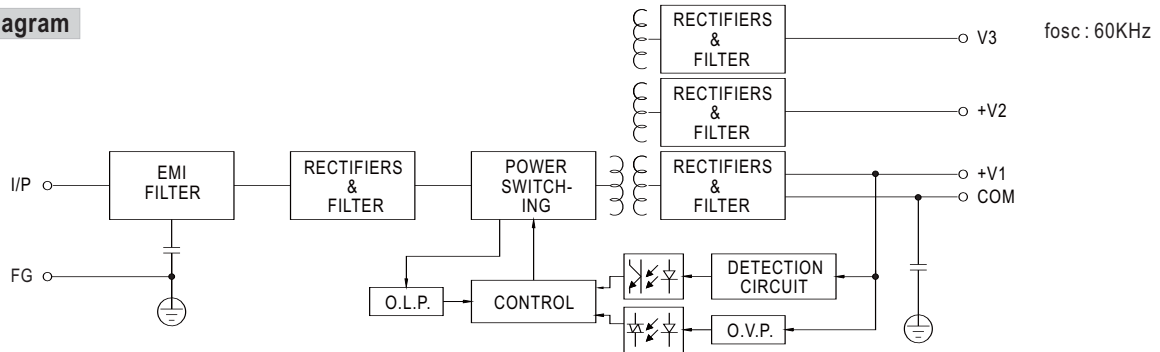 agram
fosc : 60KHz
RECTIFIERS
&
FILTER
V3
RECTIFIERS
&
FILTER
+V2
I/P
EMI
FILTER
RECTIFIERS
&
FILTER
POWER
SWITCH-
ING
RECTIFIERS
&
FILTER
+V1
COM
FG
O.L.P.
CONTROL
DETECTION
CIRCUIT
O.V.P.